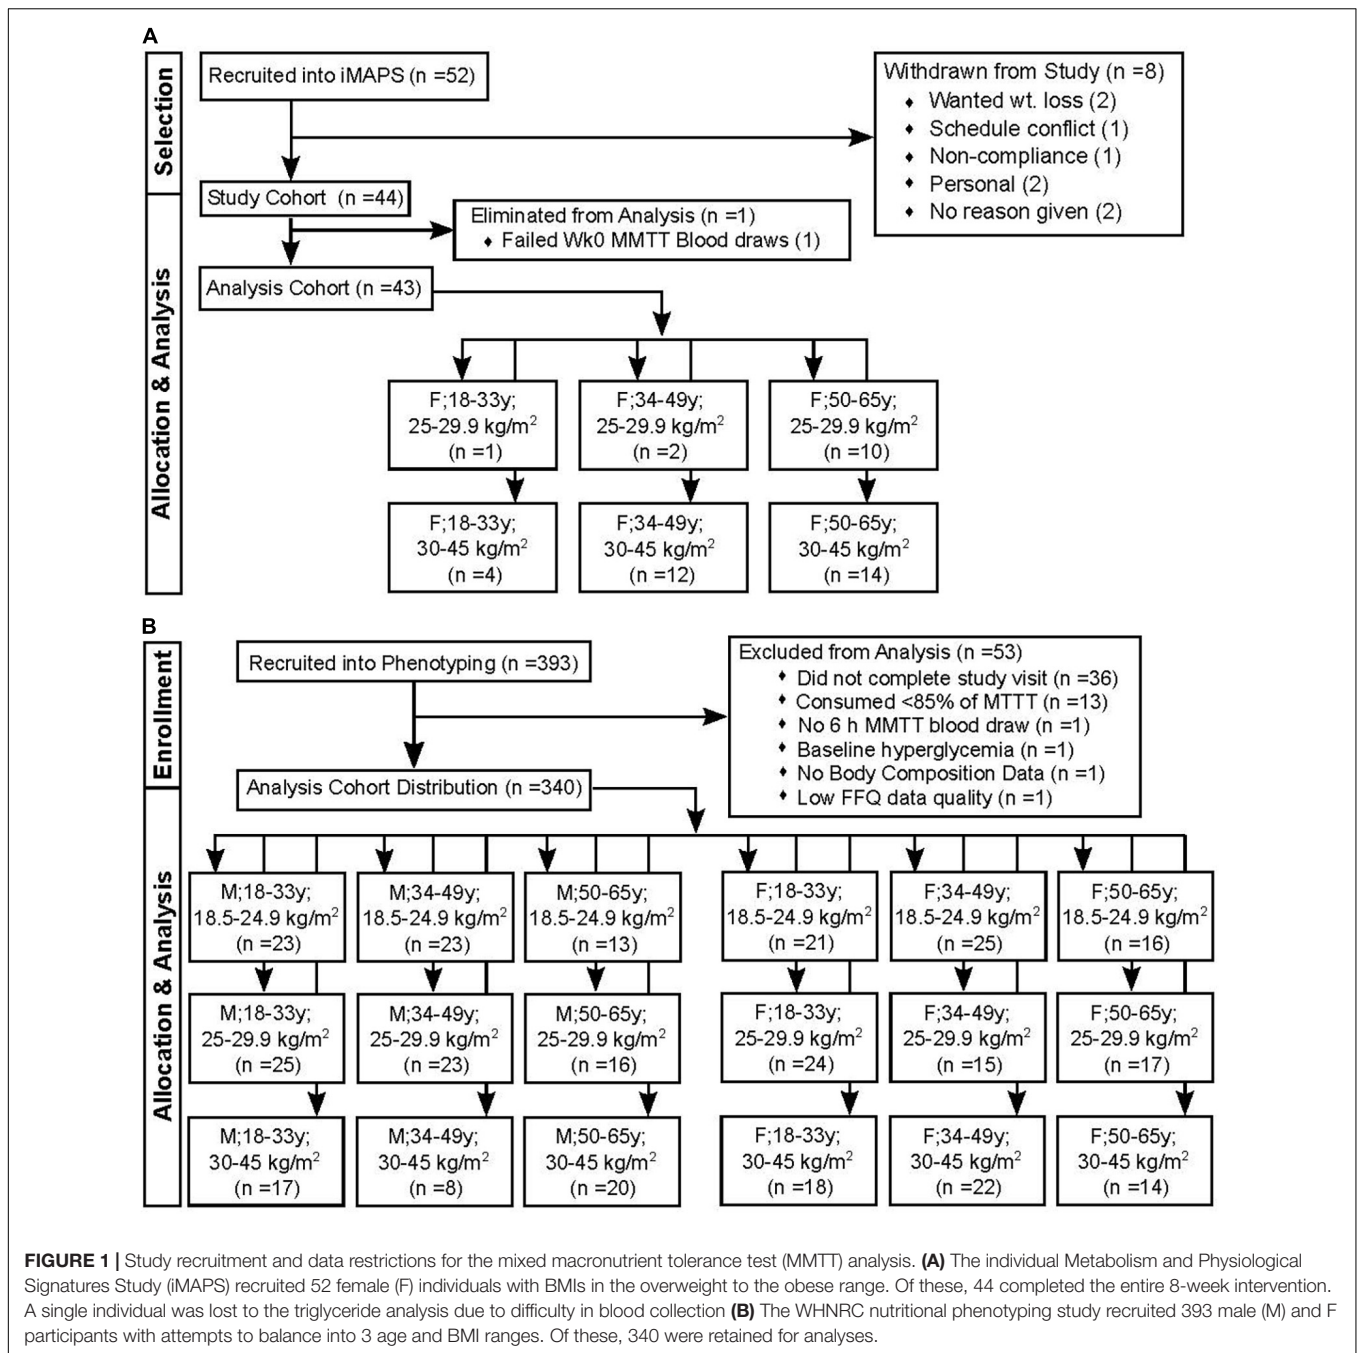 A
Selection
Recruited into iMAPS (n =52)
Withdrawn from Study (n =8)
♦ Wanted wt. loss (2)
♦ Schedule conflict (1)
♦ Non-compliance (1)
♦ Personal (2)
♦ No reason given (2)
Allocation & Analysis
Study Cohort (n =44)
Eliminated from Analysis (n =1)
♦ Failed Wk0 MMTT Blood draws (1)
Analysis Cohort (n =43)
F;18-33y;
25-29.9 kg/m²
(n =1)
F;34-49y;
25-29.9 kg/m²
(n =2)
F;50-65y;
25-29.9 kg/m²
(n =10)
F;18-33y;
30-45 kg/m²
(n =4)
F;34-49y;
30-45 kg/m²
(n =12)
F;50-65y;
30-45 kg/m²
(n =14)
B
Enrollment
Recruited into Phenotyping (n =393)
Excluded from Analysis (n =53)
♦ Did not complete study visit (n =36)
♦ Consumed <85% of MTTT (n =13)
♦ No 6 h MMTT blood draw (n =1)
♦ Baseline hyperglycemia (n =1)
♦ No Body Composition Data (n =1)
♦ Low FFQ data quality (n =1)
Analysis Cohort Distribution (n =340)
Allocation & Analysis
M;18-33y;
18.5-24.9 kg/m²
(n =23)
M;34-49y;
18.5-24.9 kg/m²
(n =23)
M;50-65y;
18.5-24.9 kg/m²
(n =13)
F;18-33y;
18.5-24.9 kg/m²
(n =21)
F;34-49y;
18.5-24.9 kg/m²
(n =25)
F;50-65y;
18.5-24.9 kg/m²
(n =16)
M;18-33y;
25-29.9 kg/m²
(n =25)
M;34-49y;
25-29.9 kg/m²
(n =23)
M;50-65y;
25-29.9 kg/m²
(n =16)
F;18-33y;
25-29.9 kg/m²
(n =24)
F;34-49y;
25-29.9 kg/m²
(n =15)
F;50-65y;
25-29.9 kg/m²
(n =17)
M;18-33y;
30-45 kg/m²
(n =17)
M;34-49y;
30-45 kg/m²
(n =8)
M;50-65y;
30-45 kg/m²
(n =20)
F;18-33y;
30-45 kg/m²
(n =18)
F;34-49y;
30-45 kg/m²
(n =22)
F;50-65y;
30-45 kg/m²
(n =14)
FIGURE 1 | Study recruitment and data restrictions for the mixed macronutrient tolerance test (MMTT) analysis. (A) The individual Metabolism and Physiological
Signatures Study (iMAPS) recruited 52 female (F) individuals with BMIs in the overweight to the obese range. Of these, 44 completed the entire 8-week intervention.
A single individual was lost to the triglyceride analysis due to difficulty in blood collection (B) The WHNRC nutritional phenotyping study recruited 393 male (M) and F
participants with attempts to balance into 3 age and BMI ranges. Of these, 340 were retained for analyses.